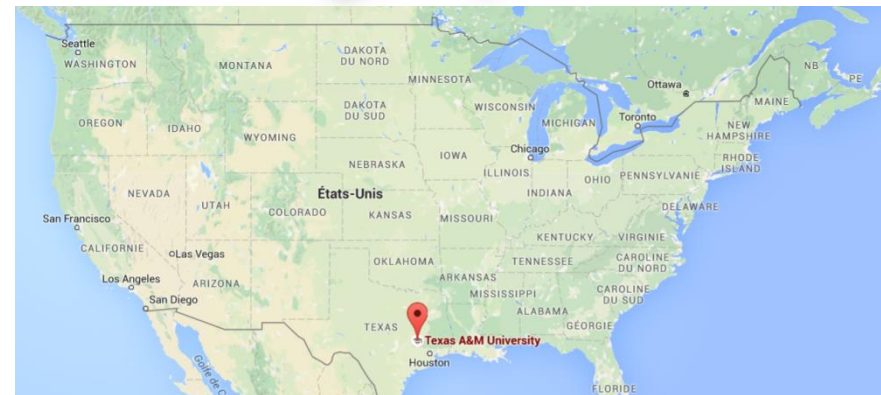 Seattle
WASHINGTON
MONTANA
DAKOTA
DU NORD
MINNESOTA
Ottawa
NB
PE
MAINE
OREGON
IDAHO
DAKOTA
DU SUD
WISCONSIN
MICHIGAN
Toronto
NEW
HAMPSHIRE
WYOMING
Chicago
RHODE
ISLAND
NEBRASKA
IOWA
ILLINOIS
OHIO
PENNSYLVANIE
INDIANA
NEVADA
UTAH
États-Unis
COLORADO
KANSAS
MISSOURI
DELAWARE
San Francisco
KENTUCKY
VIRGINIE
CALIFORNIE
Las Vegas
OKLAHOMA
TENNESSEE
CAROLINE
DU NORD
Los Angeles
ARIZONA
ARKANSAS
MISSISSIPPI
CAROLINE
DU SUD
San Diego
ALABAMA
TEXAS
GÉORGIE
Texas A&M University
Houston
Golfe de C
FLORIDE